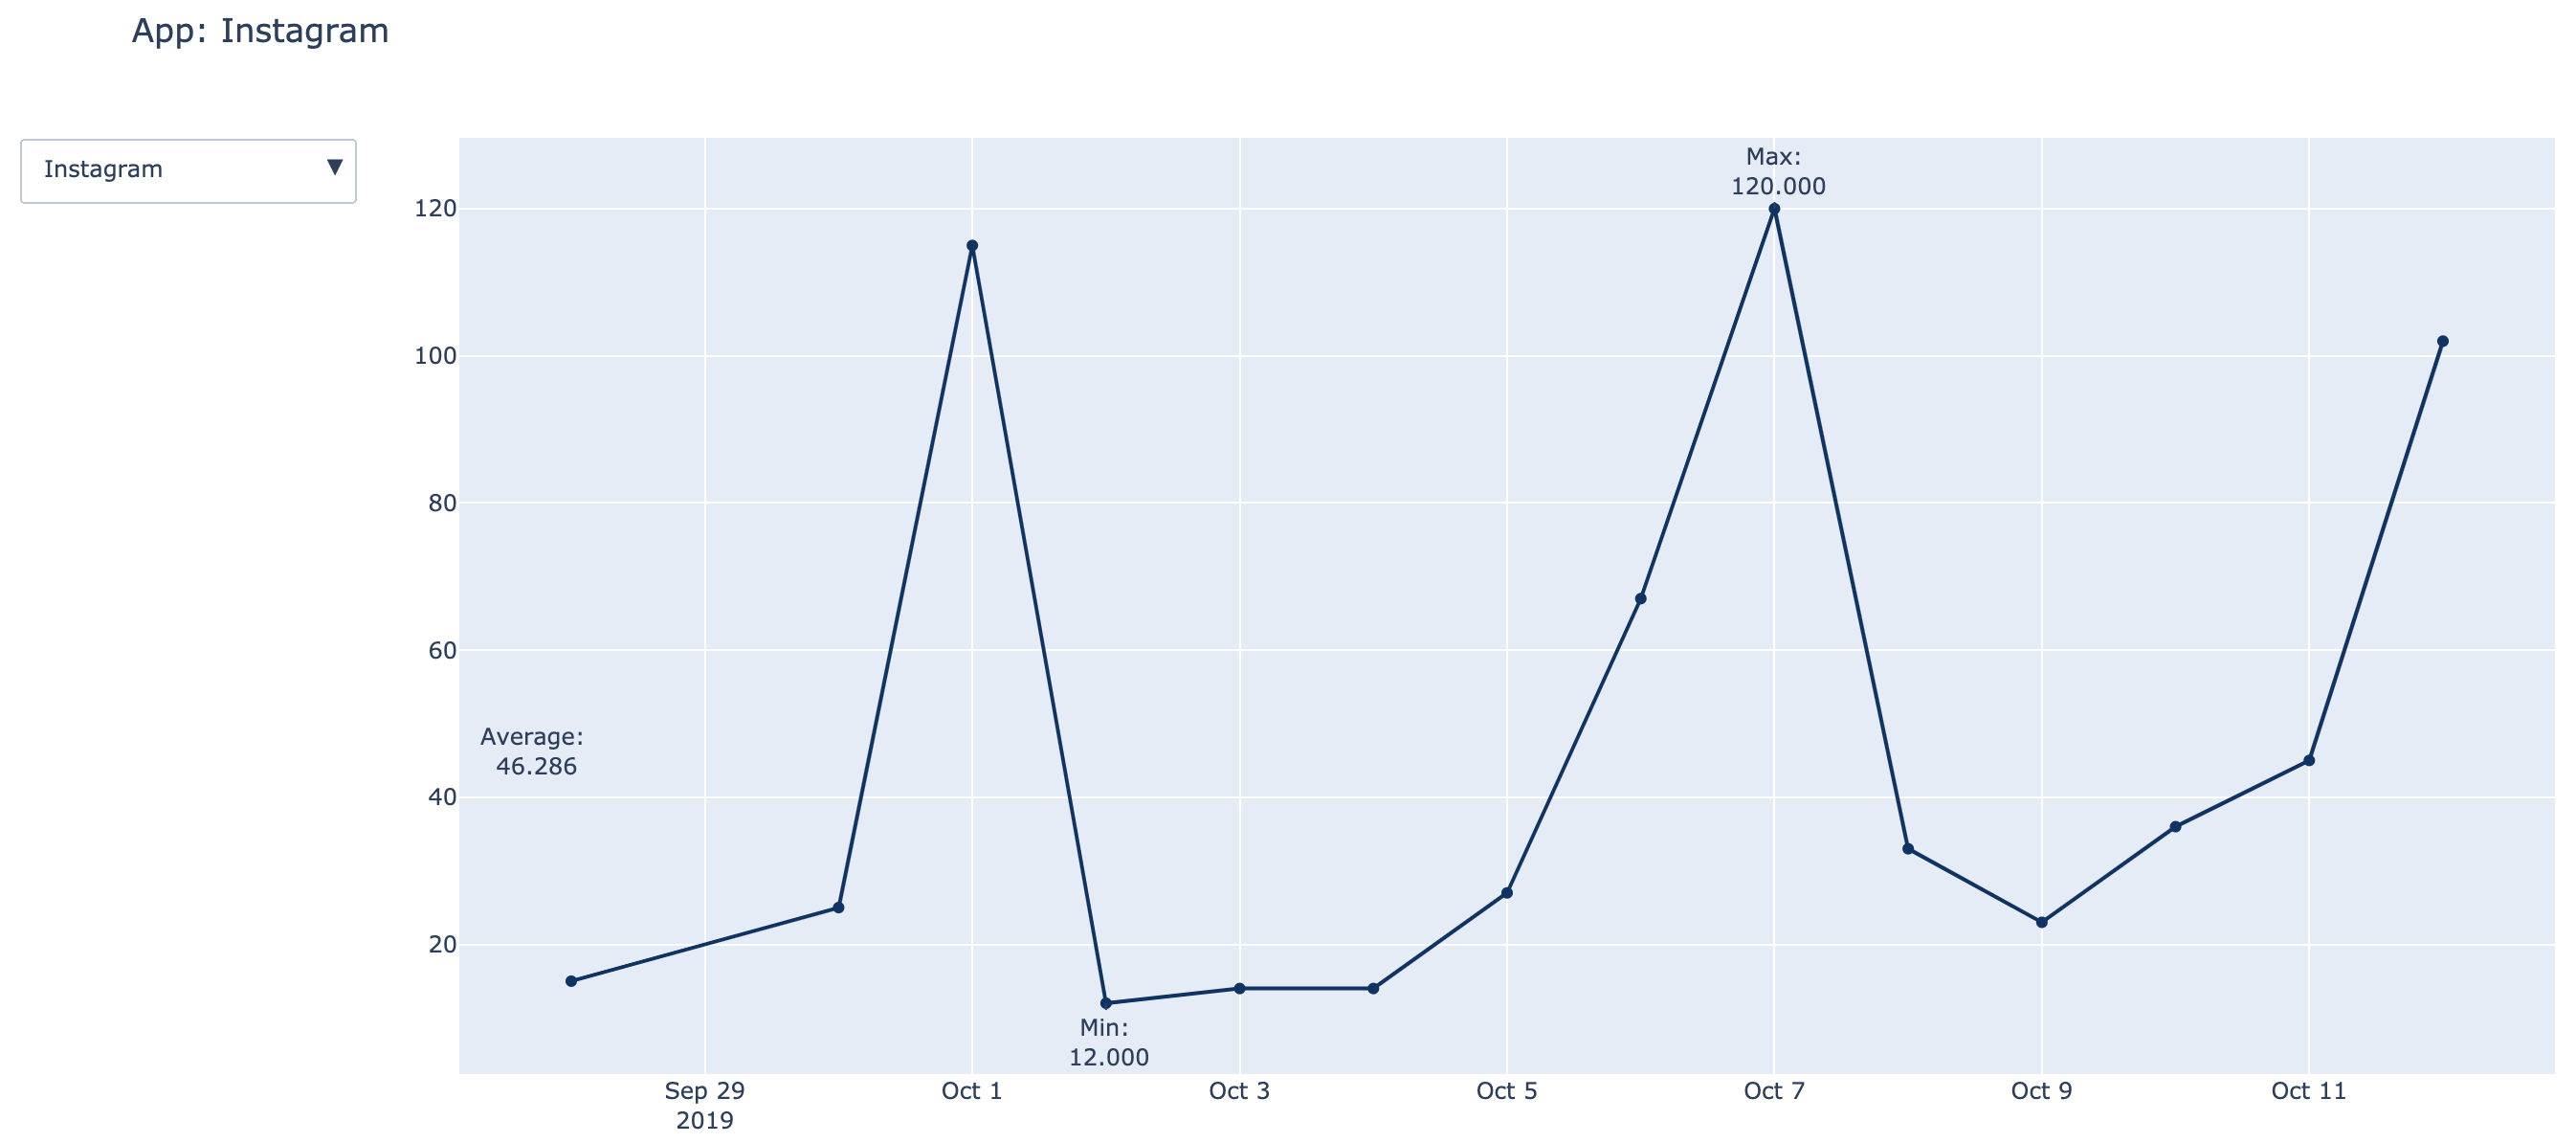 App: Instagram
Instagram ▼
Max:
120.000
120
100
80
60
Average:
46.286
40
20
Min:
12.000
Sep 29
2019
Oct 1
Oct 3
Oct 5
Oct 7
Oct 9
Oct 11